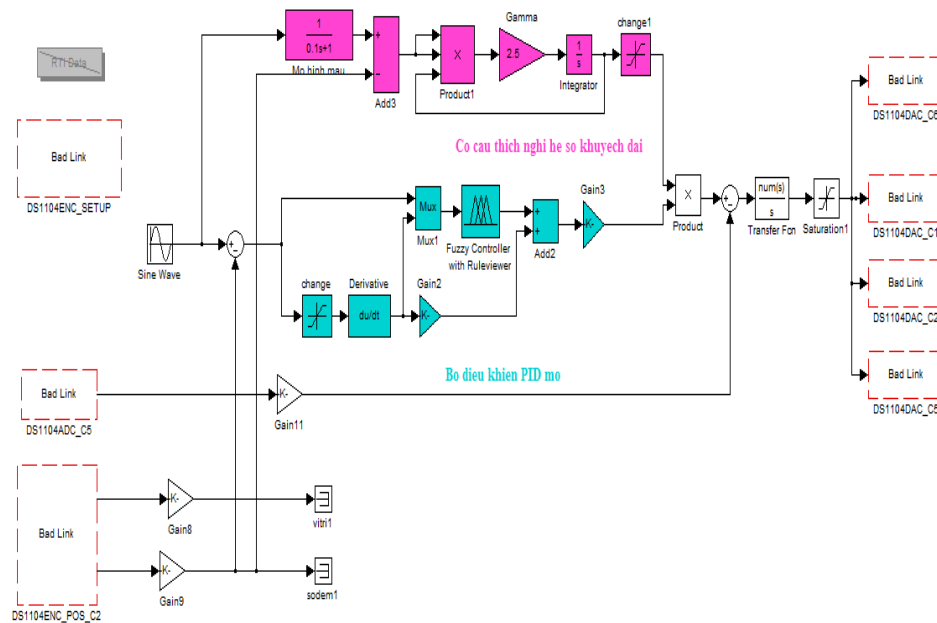 Gamma
change1
1
0.1s+1
Mo hinh mau
+
−
Add3
×
Product1
2.5
1
s
Integrator
RTI Data
Bad Link
DS1104DAC_C6
Co cau thich nghi he so khuyech dai
Bad Link
DS1104ENC_SETUP
Sine Wave
+
−
Mux
Mux1
Fuzzy Controller
with Ruleviewer
+
+
Add2
Gain3
K-
×
Product
+
−
num(s)
s
Transfer Fcn
Saturation1
Bad Link
DS1104DAC_C1
change
Derivative
du/dt
Gain2
K-
Bad Link
DS1104DAC_C2
Bo dieu khien PID mo
Bad Link
DS1104DAC_C5
Bad Link
DS1104ADC_C5
K-
Gain11
Bad Link
DS1104ENC_POS_C2
K-
Gain8
vitri1
K-
Gain9
sodem1